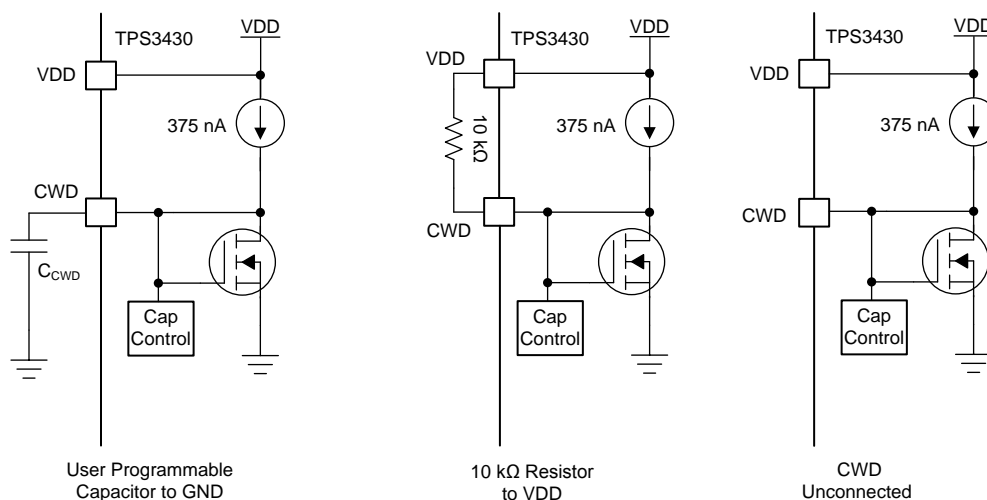 TPS3430
VDD
VDD
375 nA
CWD
C_CWD
Cap
Control
User Programmable
Capacitor to GND
TPS3430
VDD
VDD
10 kΩ
375 nA
CWD
Cap
Control
10 kΩ Resistor
to VDD
TPS3430
VDD
VDD
375 nA
CWD
Cap
Control
CWD
Unconnected